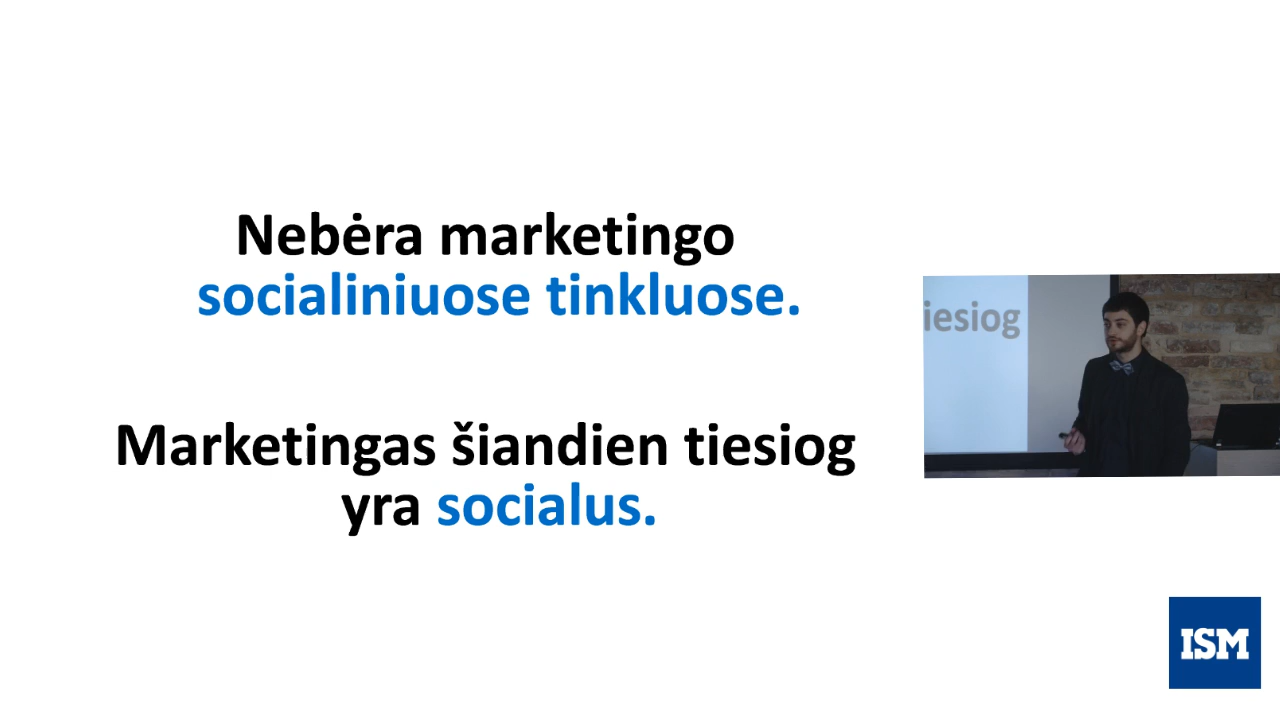 Nebėra marketingo
socialiniuose tinkluose.
Marketingas šiandien tiesiog
yra socialus.
iesiog
ISM